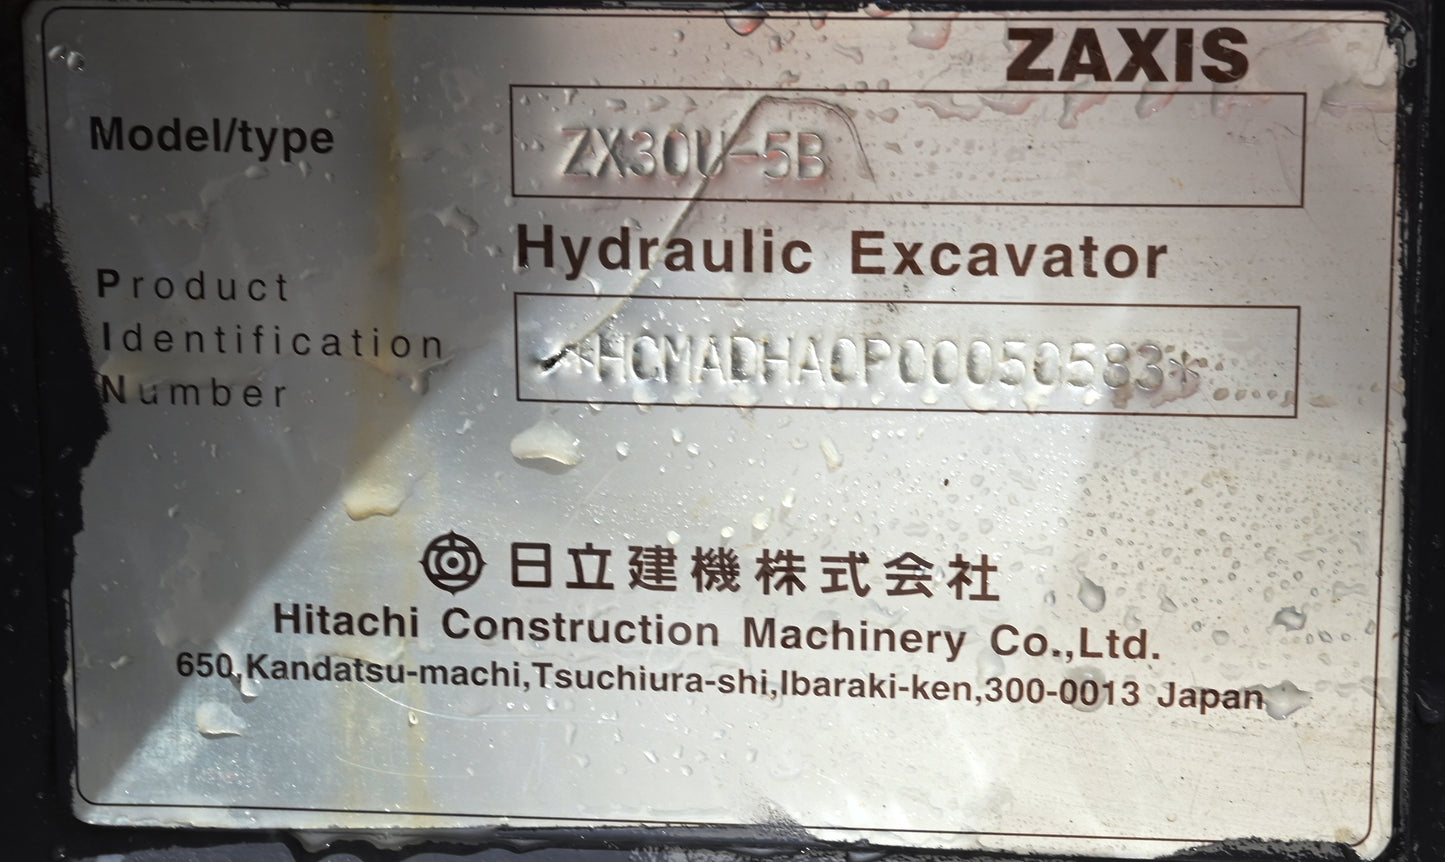 ZAXIS
Model/type ZX30U-5B
Hydraulic Excavator
Product
Identification *HCMADHA0P00050583*
Number
日立建機株式会社
Hitachi Construction Machinery Co.,Ltd.
650,Kandatsu-machi,Tsuchiura-shi,Ibaraki-ken,300-0013 Japan